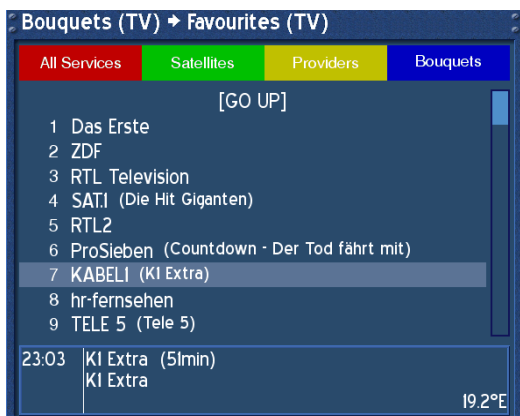 Bouquets (TV) → Favourites (TV)
All Services Satellites Providers Bouquets
[GO UP]
1 Das Erste
2 ZDF
3 RTL Television
4 SAT.1 (Die Hit Giganten)
5 RTL2
6 ProSieben (Countdown - Der Tod fährt mit)
7 KABEL1 (K1 Extra)
8 hr-fernsehen
9 TELE 5 (Tele 5)
23:03 K1 Extra (51min)
K1 Extra
19.2°E